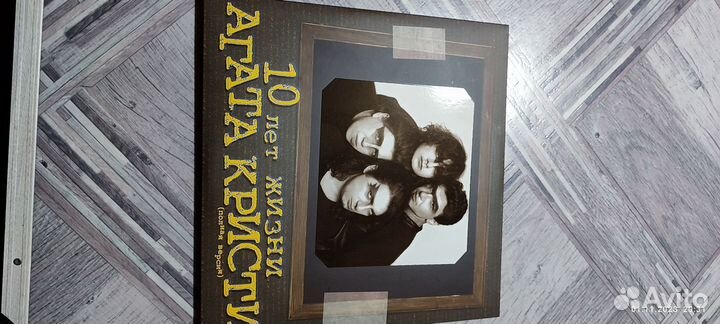 10 лет жизни
АгАТА КРИСТИ
(полная версия)
Avito